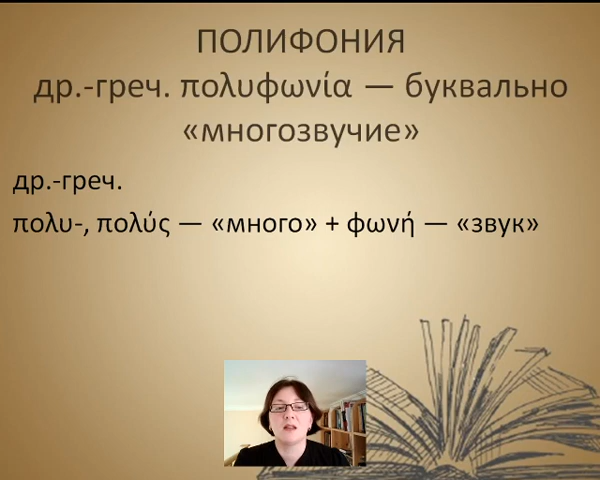 ПОЛИФОНИЯ
др.-греч. πολυφωνία — буквально
«многозвучие»
др.-греч.
πολυ-, πολύς — «много» + φωνή — «звук»